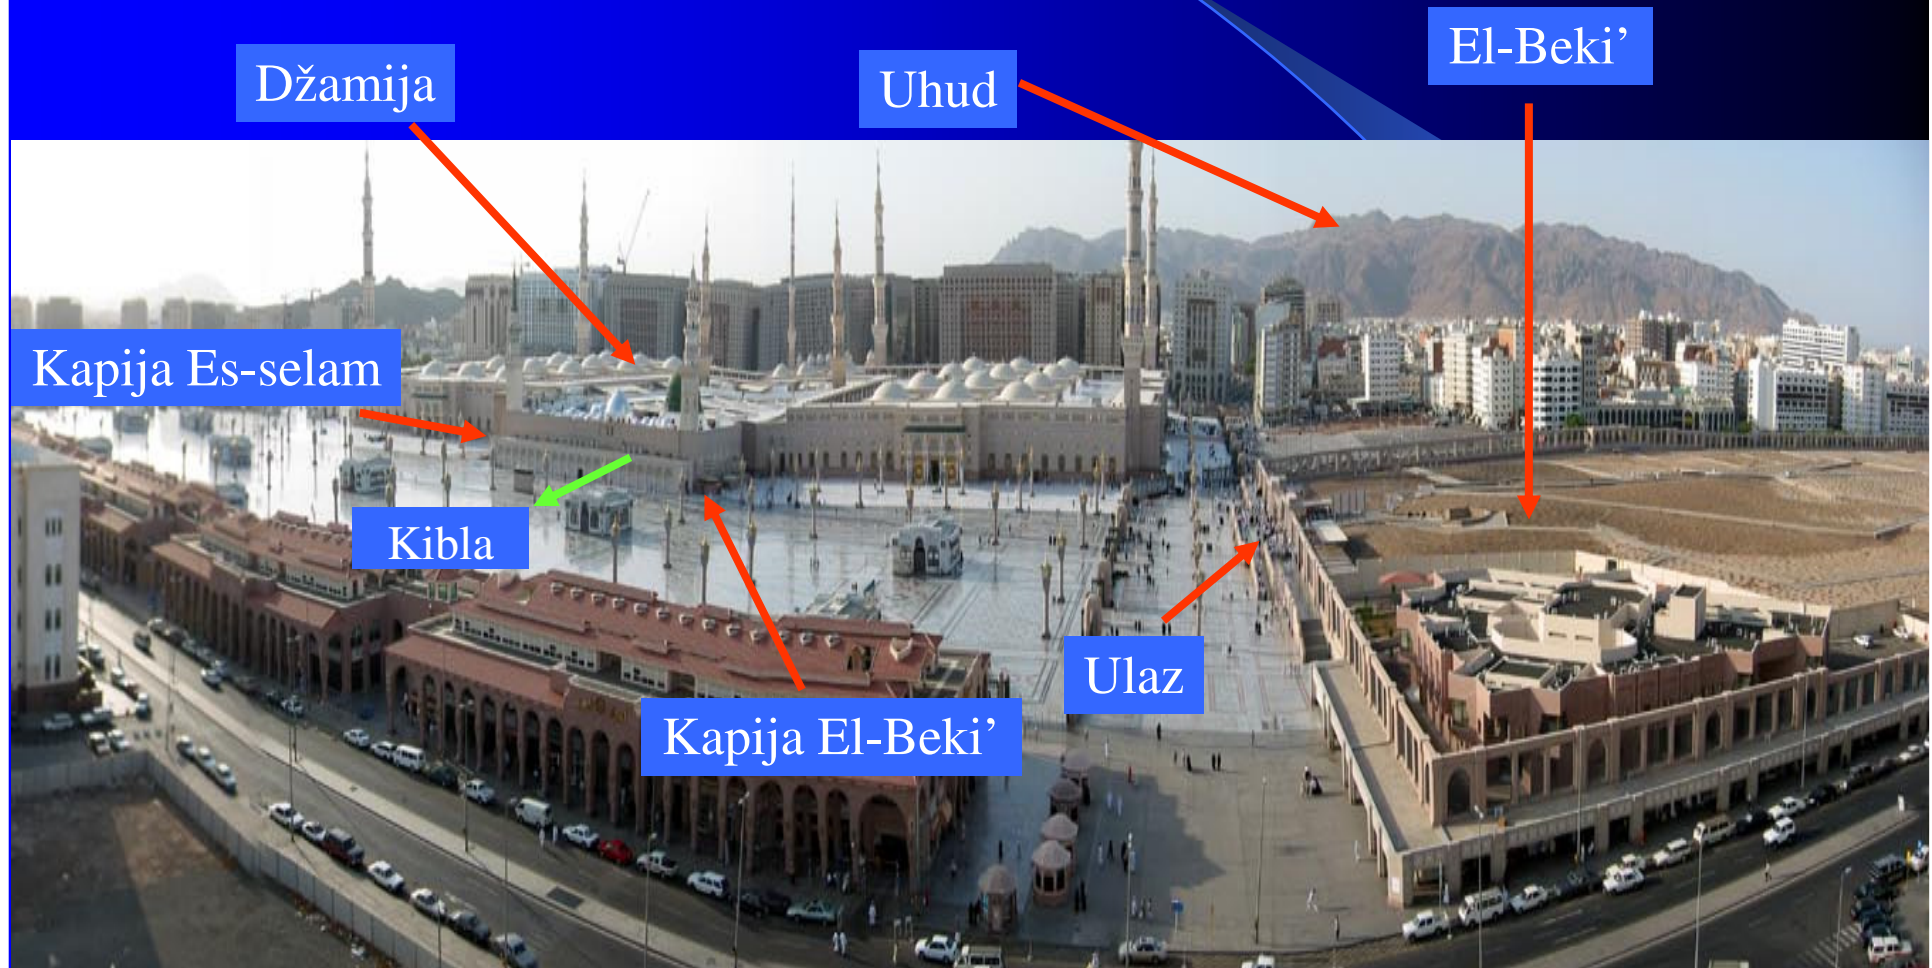 El-Beki’
Džamija
Uhud
Kapija Es-selam
Kibla
Ulaz
Kapija El-Beki’